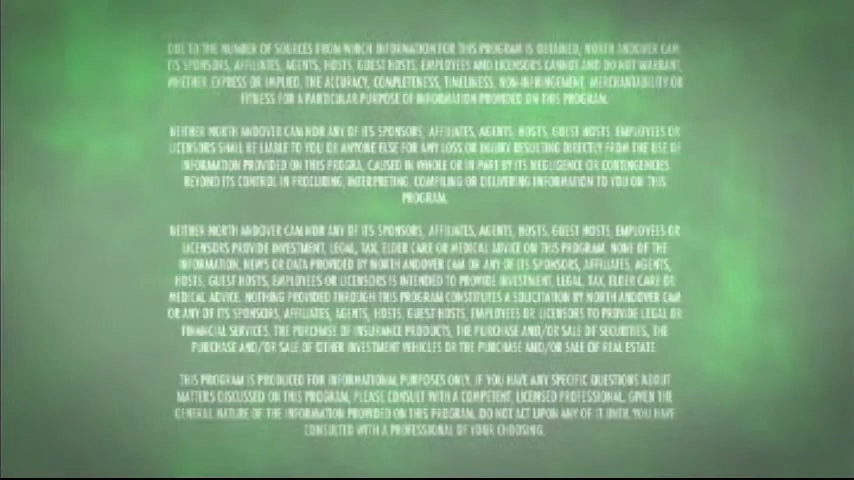 DUE TO THE NUMBER OF SOURCES FROM WHICH INFORMATION FOR THIS PROGRAM IS OBTAINED, NORTH ANDOVER CAM,
ITS SPONSORS, AFFILIATES, AGENTS, HOSTS, GUEST HOSTS, EMPLOYEES AND LICENSORS CANNOT AND DO NOT WARRANT,
WHETHER EXPRESS OR IMPLIED, THE ACCURACY, COMPLETENESS, TIMELINESS, NON-INFRINGEMENT, MERCHANTABILITY OR
FITNESS FOR A PARTICULAR PURPOSE OF INFORMATION PROVIDED ON THIS PROGRAM.
NEITHER NORTH ANDOVER CAM NOR ANY OF ITS SPONSORS, AFFILIATES, AGENTS, HOSTS, GUEST HOSTS, EMPLOYEES OR
LICENSORS SHALL BE LIABLE TO YOU OR ANYONE ELSE FOR ANY LOSS OR INJURY RESULTING DIRECTLY FROM THE USE OF
INFORMATION PROVIDED ON THIS PROGRA, CAUSED IN WHOLE OR IN PART BY ITS NEGLIGENCE OR CONTINGENCIES
BEYOND ITS CONTROL IN PROCURING, INTERPRETING, COMPILING OR DELIVERING INFORMATION TO YOU ON THIS
PROGRAM.
NEITHER NORTH ANDOVER CAM NOR ANY OF ITS SPONSORS, AFFILIATES, AGENTS, HOSTS, GUEST HOSTS, EMPLOYEES OR
LICENSORS PROVIDE INVESTMENT, LEGAL, TAX, ELDER CARE OR MEDICAL ADVICE ON THIS PROGRAM. NONE OF THE
INFORMATION, NEWS OR DATA PROVIDED BY NORTH ANDOVER CAM OR ANY OF ITS SPONSORS, AFFILIATES, AGENTS,
HOSTS, GUEST HOSTS, EMPLOYEES OR LICENSORS IS INTENDED TO PROVIDE INVESTMENT, LEGAL, TAX, ELDER CARE OR
MEDICAL ADVICE. NOTHING PROVIDED THROUGH THIS PROGRAM CONSTITUTES A SOLICITATION BY NORTH ANDOVER CAM
OR ANY OF ITS SPONSORS, AFFILIATES, AGENTS, HOSTS, GUEST HOSTS, EMPLOYEES OR LICENSORS TO PROVIDE LEGAL OR
FINANCIAL SERVICES, THE PURCHASE OF INSURANCE PRODUCTS, THE PURCHASE AND/OR SALE OF SECURITIES, THE
PURCHASE AND/OR SALE OF OTHER INVESTMENT VEHICLES OR THE PURCHASE AND/OR SALE OF REAL ESTATE.
THIS PROGRAM IS PRODUCED FOR INFORMATIONAL PURPOSES ONLY. IF YOU HAVE ANY SPECIFIC QUESTIONS ABOUT
MATTERS DISCUSSED ON THIS PROGRAM, PLEASE CONSULT WITH A COMPETENT, LICENSED PROFESSIONAL. GIVEN THE
GENERAL NATURE OF THE INFORMATION PROVIDED ON THIS PROGRAM, DO NOT ACT UPON ANY OF IT UNTIL YOU HAVE
CONSULTED WITH A PROFESSIONAL OF YOUR CHOOSING.